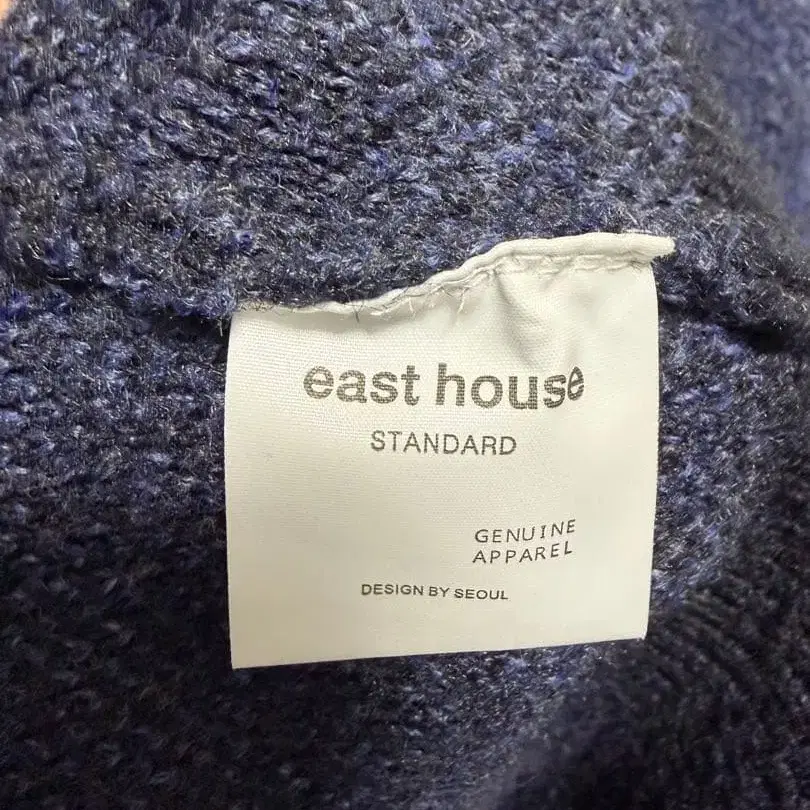 east house
STANDARD
GENUINE
APPAREL
DESIGN BY SEOUL